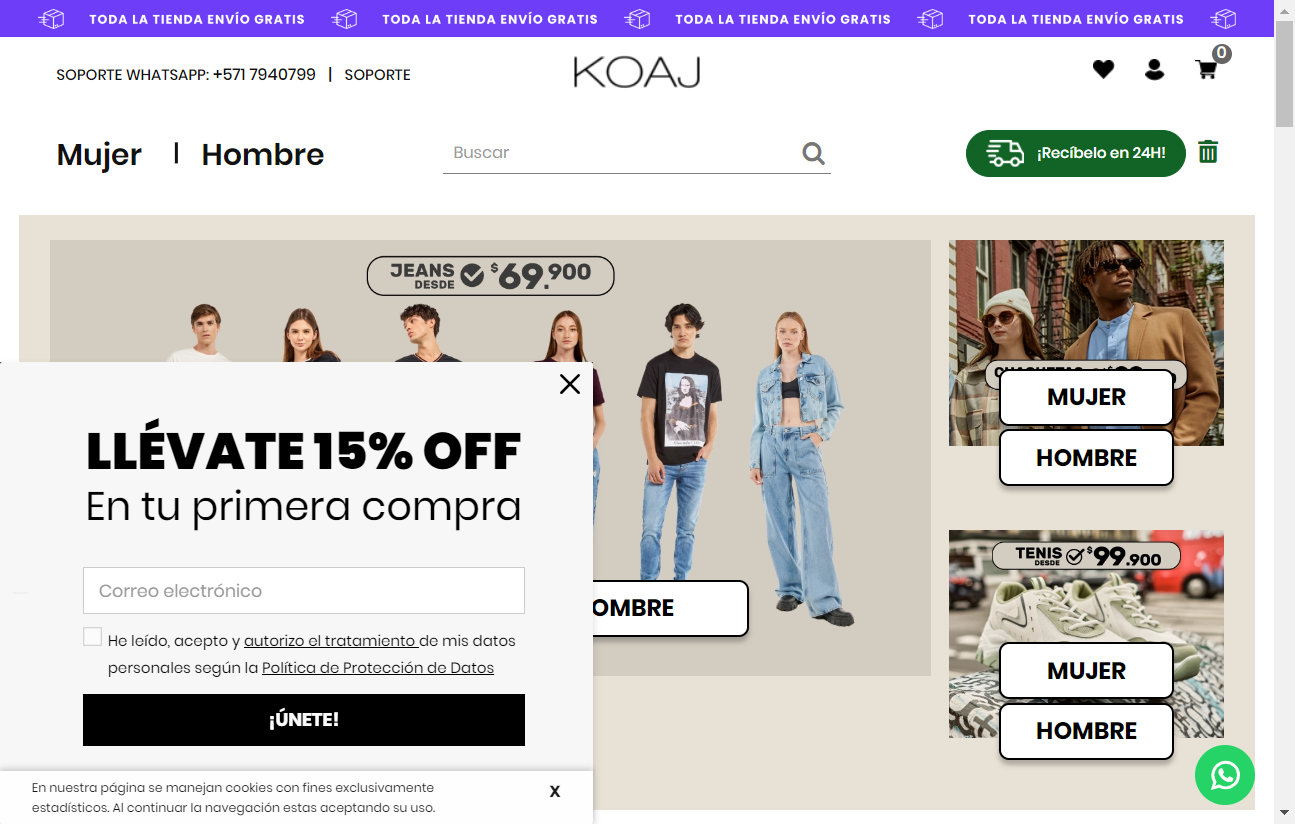 TODA LA TIENDA ENVÍO GRATIS TODA LA TIENDA ENVÍO GRATIS TODA LA TIENDA ENVÍO GRATIS TODA LA TIENDA ENVÍO GRATIS
SOPORTE WHATSAPP: +571 7940799 | SOPORTE
KOAJ
0
Mujer | Hombre
Buscar
¡Recíbelo en 24H!
JEANS DESDE $69.900
MUJER
HOMBRE
LLÉVATE 15% OFF
En tu primera compra
Correo electrónico
He leído, acepto y autorizo el tratamiento de mis datos
personales según la Política de Protección de Datos
¡ÚNETE!
OMBRE
TENIS DESDE $99.900
MUJER
HOMBRE
En nuestra página se manejan cookies con fines exclusivamente
estadísticos. Al continuar la navegación estas aceptando su uso.
X